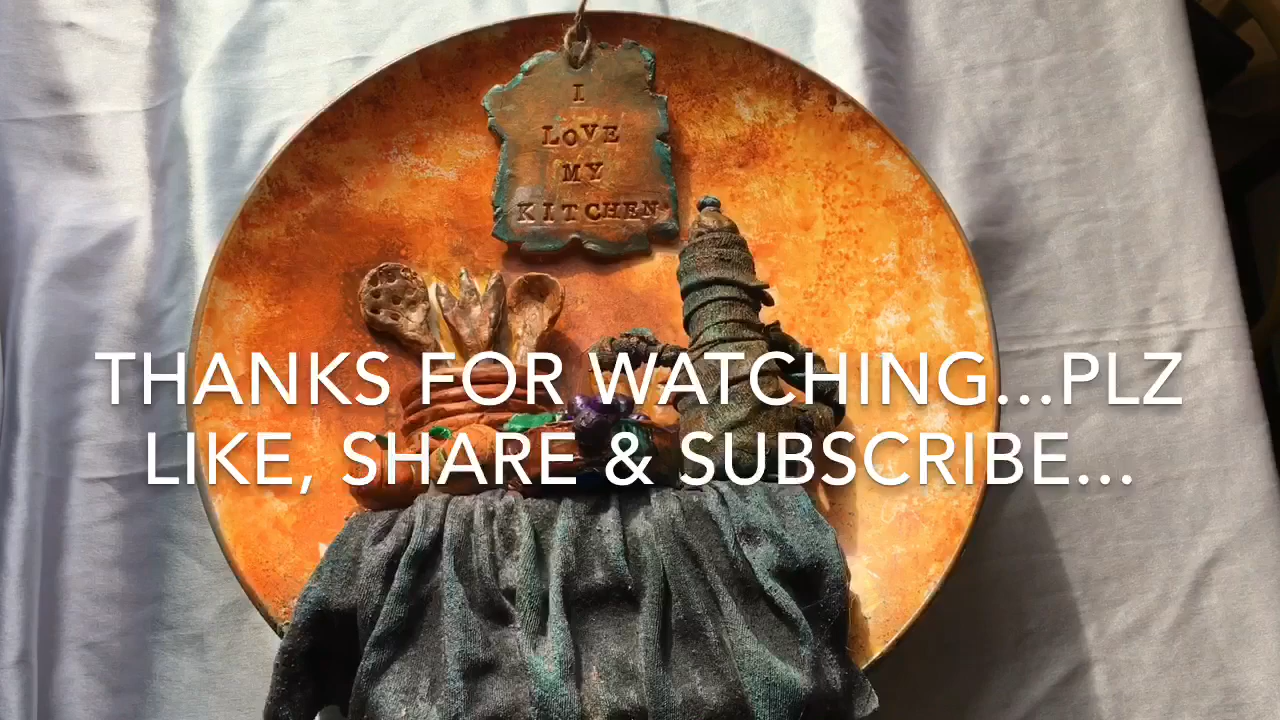 I
LOVE
MY
KITCHEN
THANKS FOR WATCHING...PLZ
LIKE, SHARE & SUBSCRIBE...